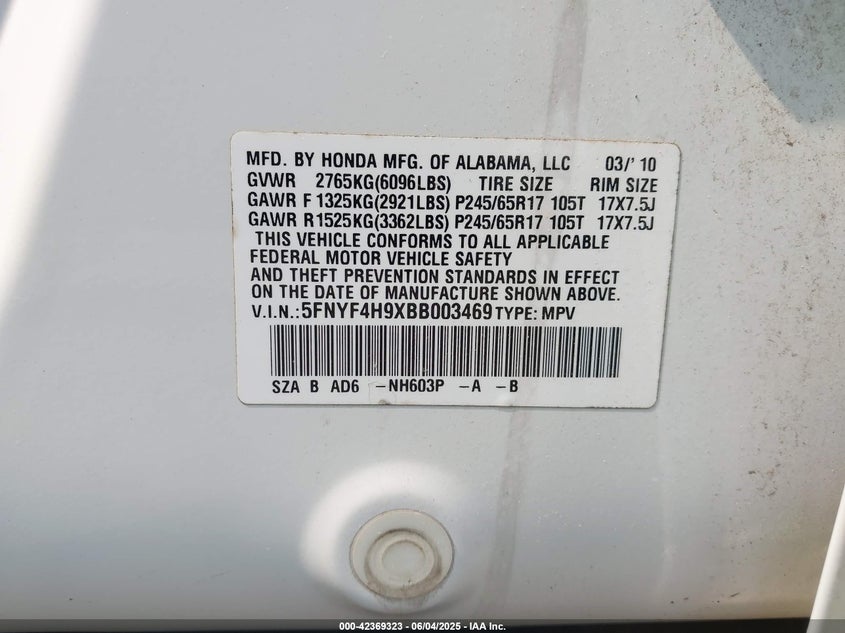 MFD. BY HONDA MFG. OF ALABAMA, LLC 03/'10
GVWR 2765KG(6096LBS) TIRE SIZE RIM SIZE
GAWR F 1325KG(2921LBS) P245/65R17 105T 17X7.5J
GAWR R 1525KG(3362LBS) P245/65R17 105T 17X7.5J
THIS VEHICLE CONFORMS TO ALL APPLICABLE
FEDERAL MOTOR VEHICLE SAFETY
AND THEFT PREVENTION STANDARDS IN EFFECT
ON THE DATE OF MANUFACTURE SHOWN ABOVE.
V.I.N.:5FNYF4H9XBB003469 TYPE: MPV
SZA B AD6 -NH603P -A -B
000-42369323 - 06/04/2025 - IAA Inc.